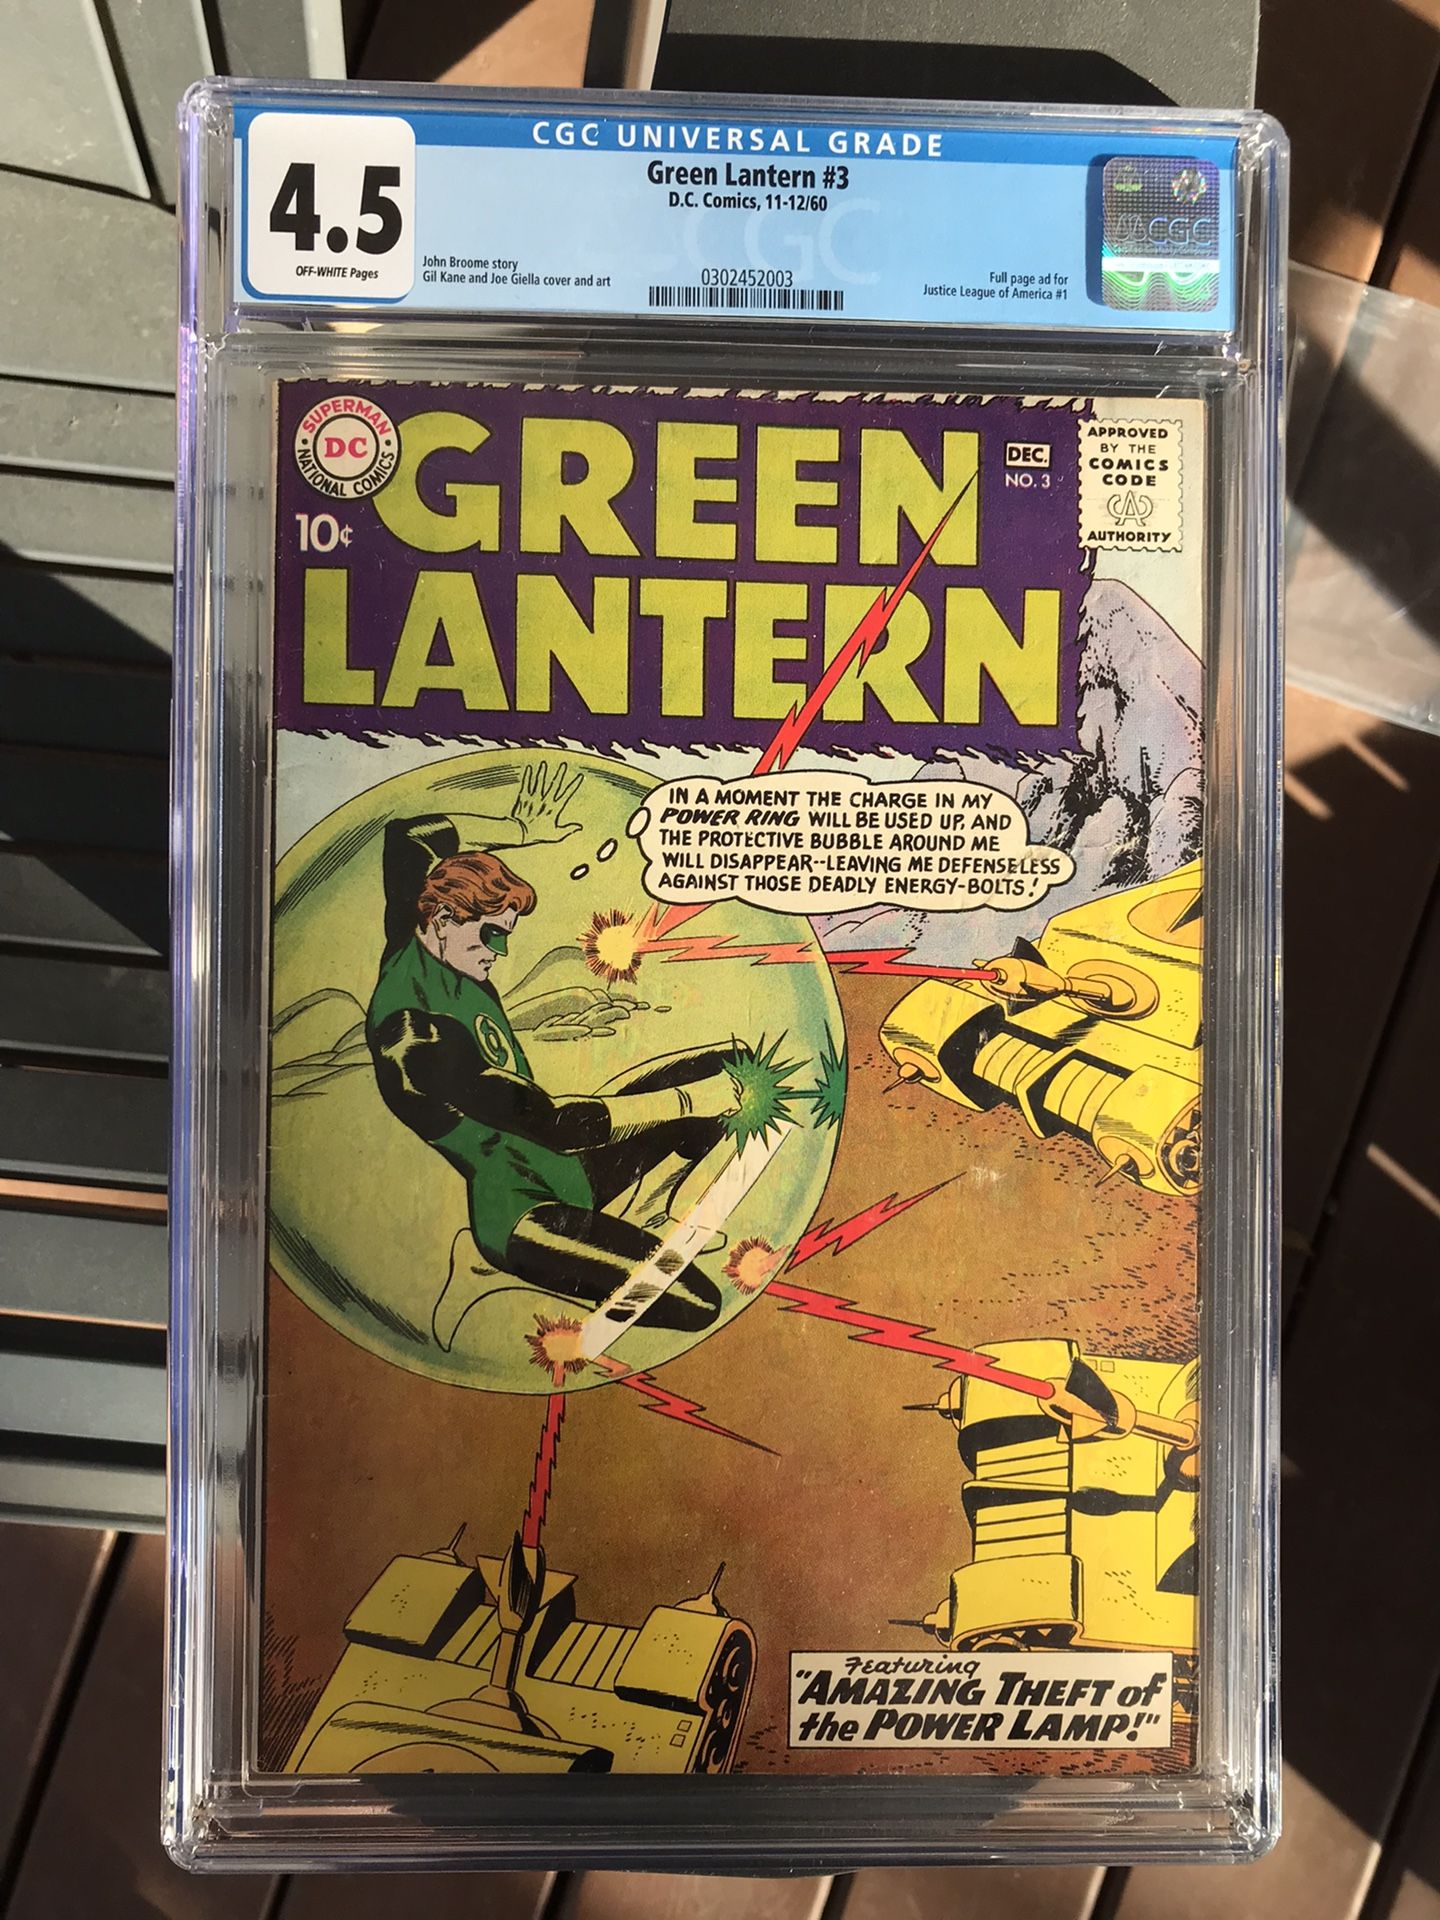 CGC UNIVERSAL GRADE
4.5
OFF-WHITE Pages
Green Lantern #3
D.C. Comics, 11-12/60
John Broome story
Gil Kane and Joe Giella cover and art
0302452003
Full page ad for
Justice League of America #1
CGC
CGC
SUPERMAN
DC
NATIONAL COMICS
10¢
GREEN
LANTERN
DEC.
NO. 3
APPROVED
BY THE
COMICS
CODE
CA
AUTHORITY
IN A MOMENT THE CHARGE IN MY
POWER RING WILL BE USED UP, AND
THE PROTECTIVE BUBBLE AROUND ME
WILL DISAPPEAR--LEAVING ME DEFENSELESS
AGAINST THOSE DEADLY ENERGY-BOLTS!
Featuring
"AMAZING THEFT of
the POWER LAMP!"